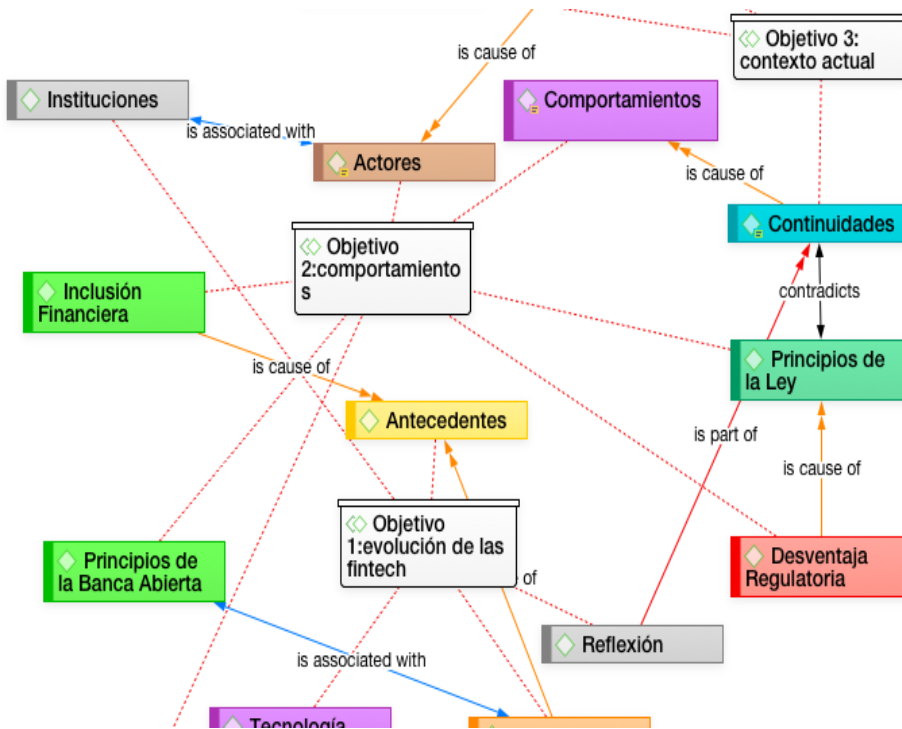 Objetivo 3:
contexto actual
is cause of
Instituciones
Comportamientos
is associated with
Actores
is cause of
Continuidades
Objetivo
2:comportamiento
s
Inclusión
Financiera
contradicts
Principios de
la Ley
is cause of
Antecedentes
is part of
is cause of
Objetivo
1:evolución de las
fintech
Principios de
la Banca Abierta
of
Desventaja
Regulatoria
Reflexión
is associated with
Tecnología